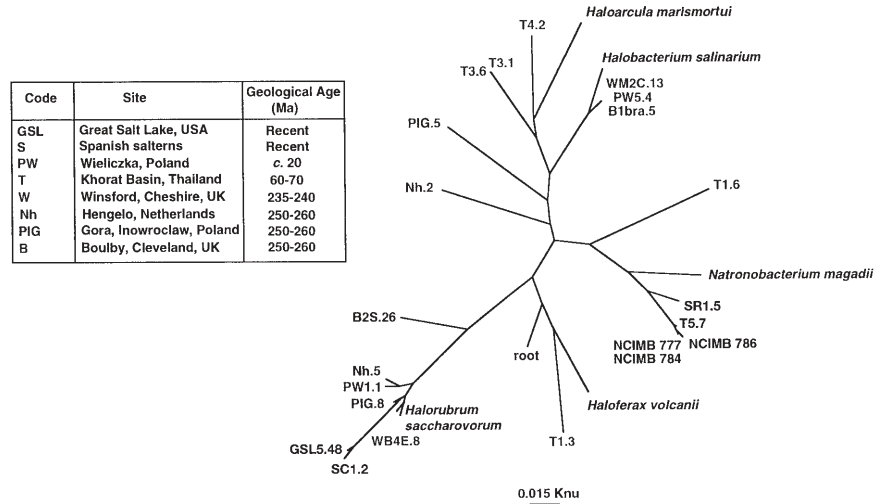 Code Site Geological Age (Ma)
GSL Great Salt Lake, USA Recent
S Spanish salterns Recent
PW Wieliczka, Poland c. 20
T Khorat Basin, Thailand 60-70
W Winsford, Cheshire, UK 235-240
Nh Hengelo, Netherlands 250-260
PIG Gora, Inowroclaw, Poland 250-260
B Boulby, Cleveland, UK 250-260
Haloarcula marismortui
T4.2
Halobacterium salinarium
T3.1
T3.6
WM2C.13
PW5.4
B1bra.5
PIG.5
Nh.2
T1.6
Natronobacterium magadii
SR1.5
T5.7
NCIMB 777 NCIMB 786
NCIMB 784
B2S.26
root
Nh.5
PW1.1
PIG.8
Halorubrum
saccharovorum
Haloferax volcanii
WB4E.8
T1.3
GSL5.48
SC1.2
0.015 Knu